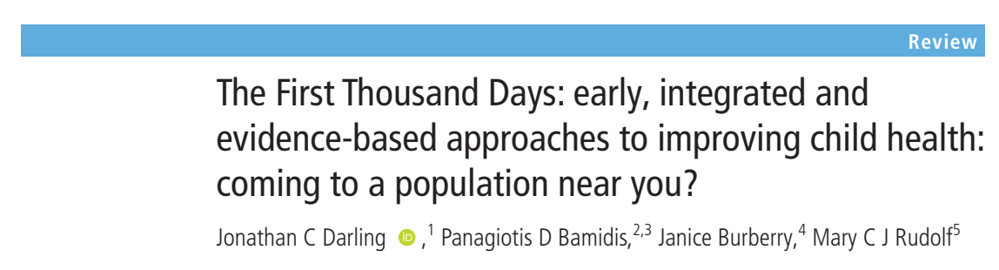 Review
The First Thousand Days: early, integrated and
evidence-based approaches to improving child health:
coming to a population near you?
Jonathan C Darling iD ,1 Panagiotis D Bamidis,2,3 Janice Burberry,4 Mary C J Rudolf5